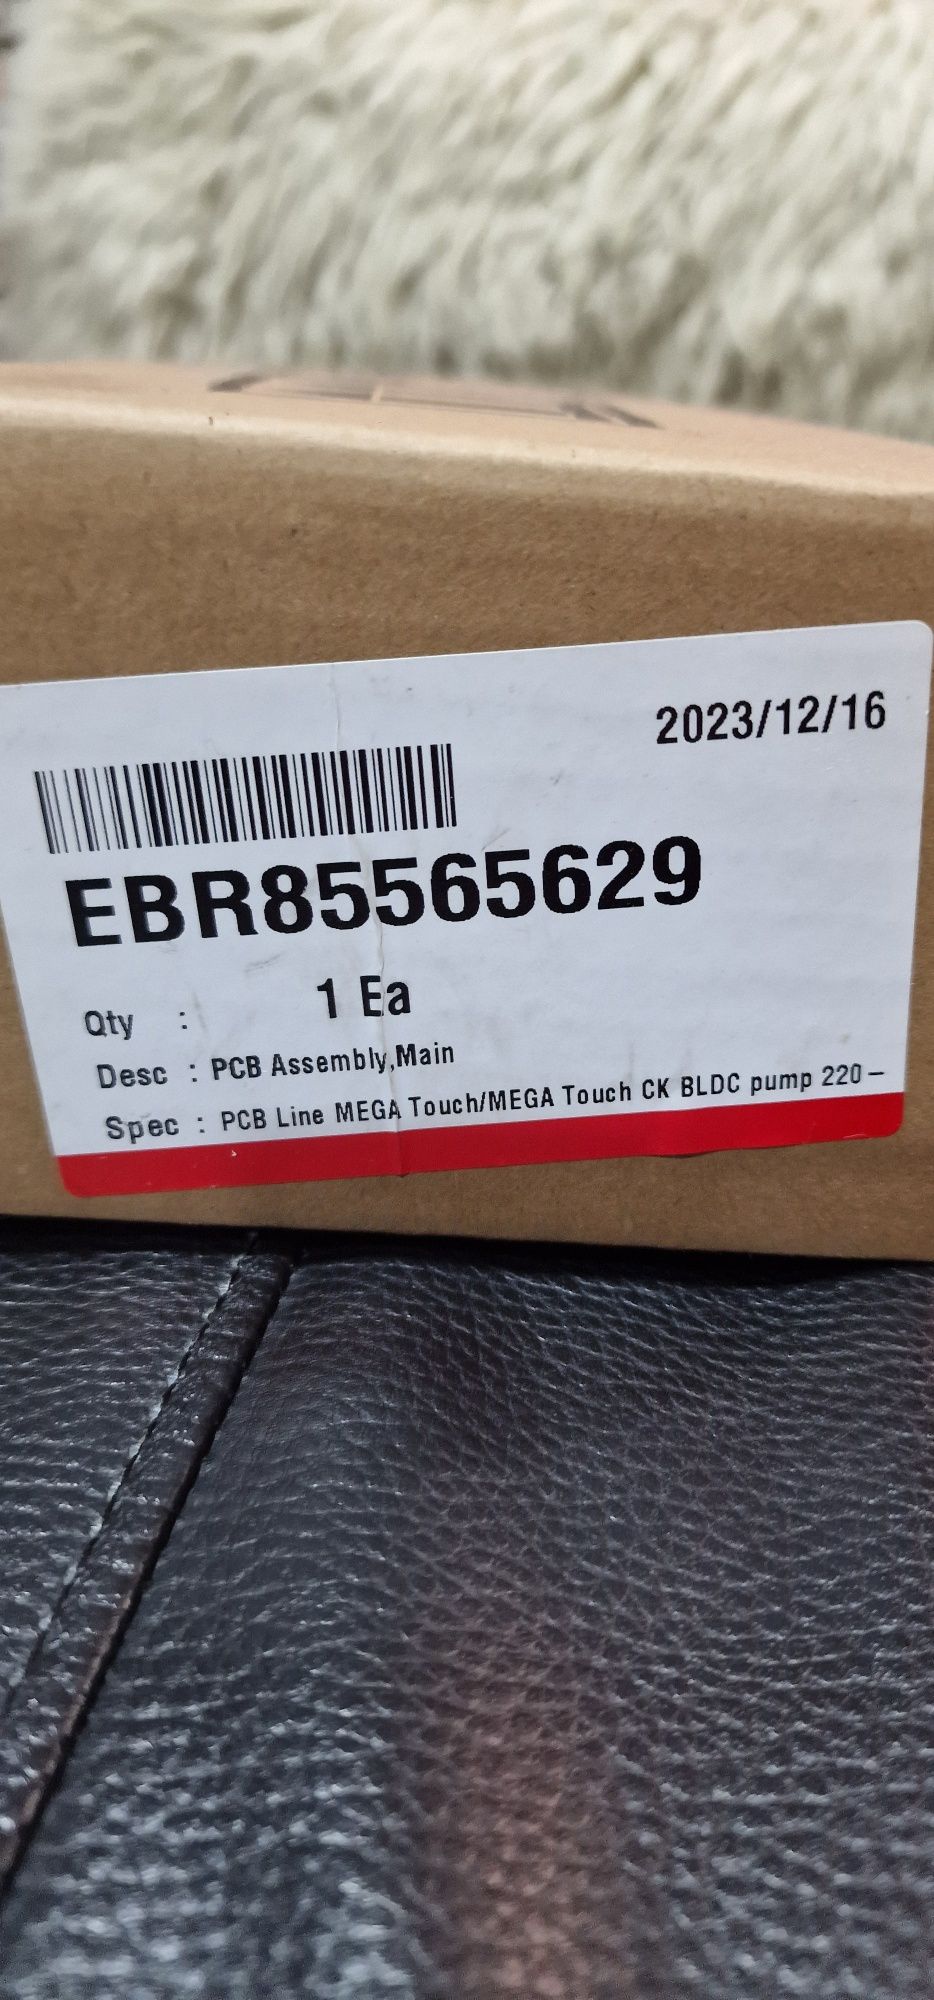 2023/12/16
EBR85565629
Qty : 1 Ea
Desc : PCB Assembly,Main
Spec : PCB Line MEGA Touch/MEGA Touch CK BLDC pump 220–